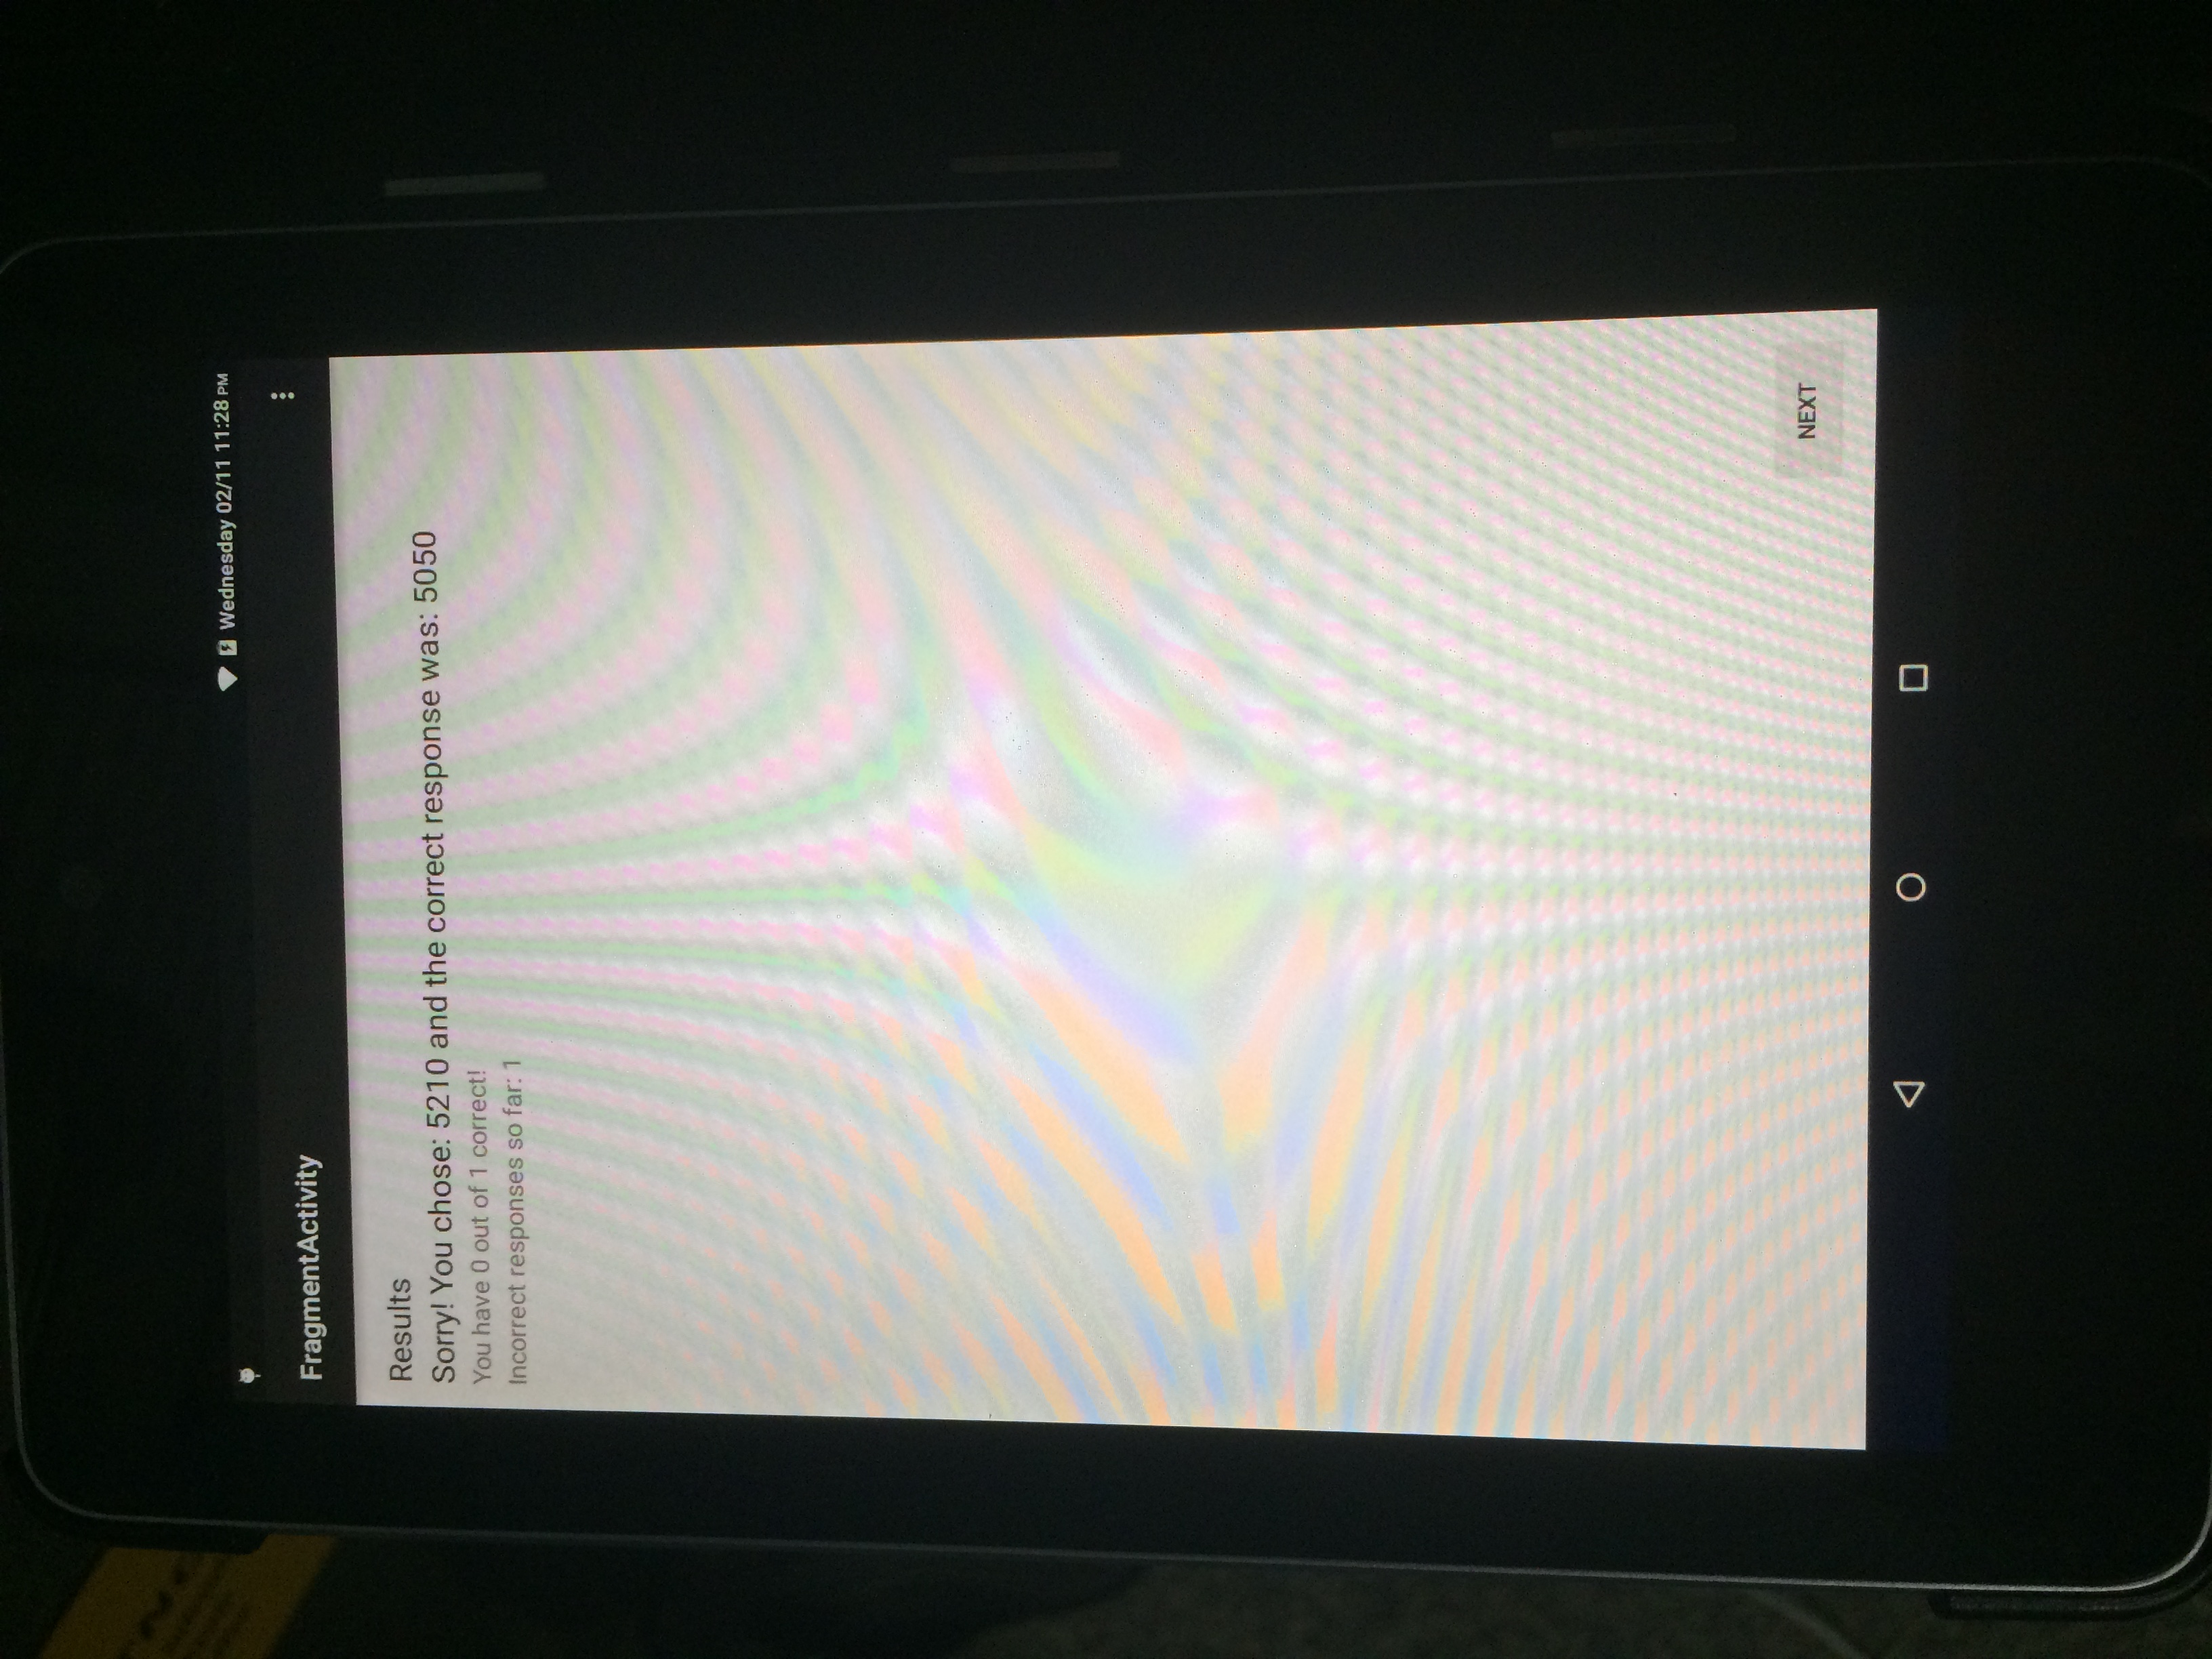 Wednesday 02/11 11:28 PM
FragmentActivity
Results
Sorry! You chose: 5210 and the correct response was: 5050
You have 0 out of 1 correct!
Incorrect responses so far: 1
NEXT